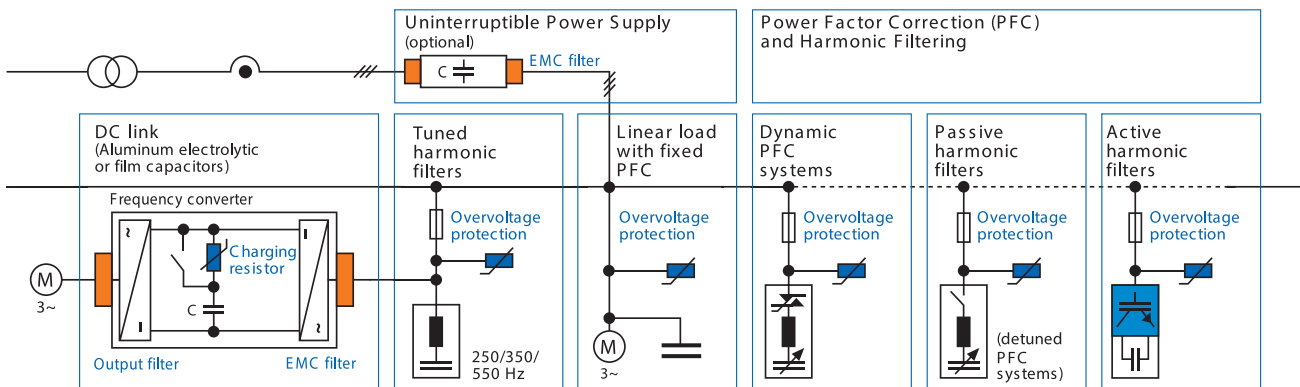 Uninterruptible Power Supply
(optional)
C
EMC filter
Power Factor Correction (PFC)
and Harmonic Filtering
DC link
(Aluminum electrolytic
or film capacitors)
Frequency converter
~
Charging
resistor
C
~
M
3~
Output filter
EMC filter
Tuned
harmonic
filters
Overvoltage
protection
250/350/
550 Hz
Linear load
with fixed
PFC
Overvoltage
protection
M
3~
Dynamic
PFC
systems
Overvoltage
protection
Passive
harmonic
filters
Overvoltage
protection
(detuned
PFC
systems)
Active
harmonic
filters
Overvoltage
protection